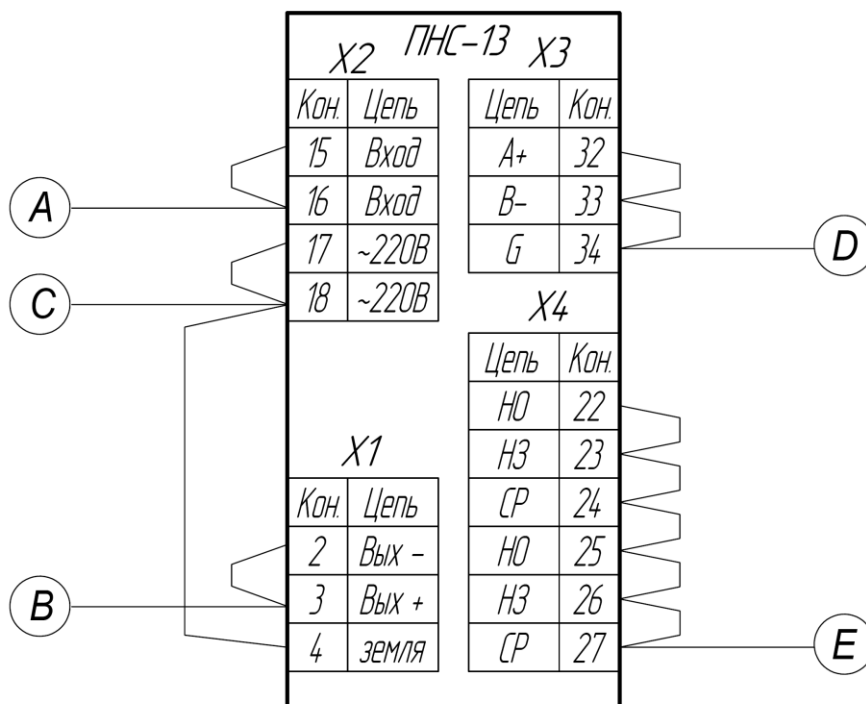 ПНС-13
X2
Кон. Цепь
15 Вход
16 Вход
17 ~220В
18 ~220В
X3
Цепь Кон.
A+ 32
B- 33
G 34
X4
Цепь Кон.
НО 22
НЗ 23
СР 24
НО 25
НЗ 26
СР 27
X1
Кон. Цепь
2 Вых -
3 Вых +
4 земля
A
C
B
D
E